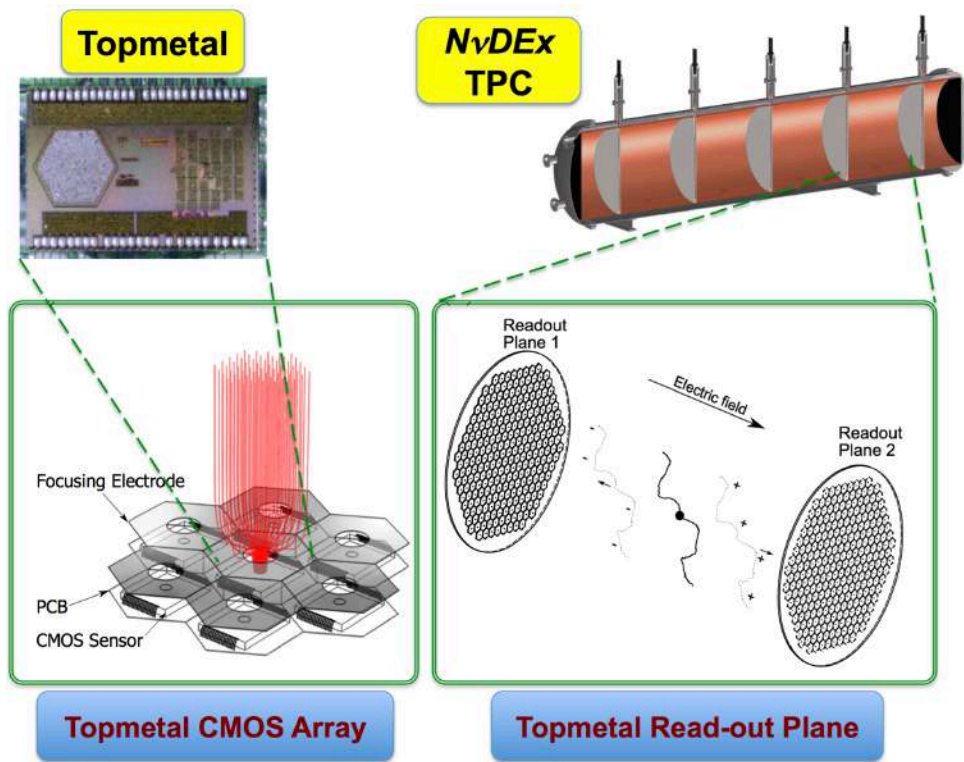 Topmetal
NνDEx
TPC
Focusing Electrode
PCB
CMOS Sensor
Readout
Plane 1
Electric field
Readout
Plane 2
Topmetal CMOS Array
Topmetal Read-out Plane